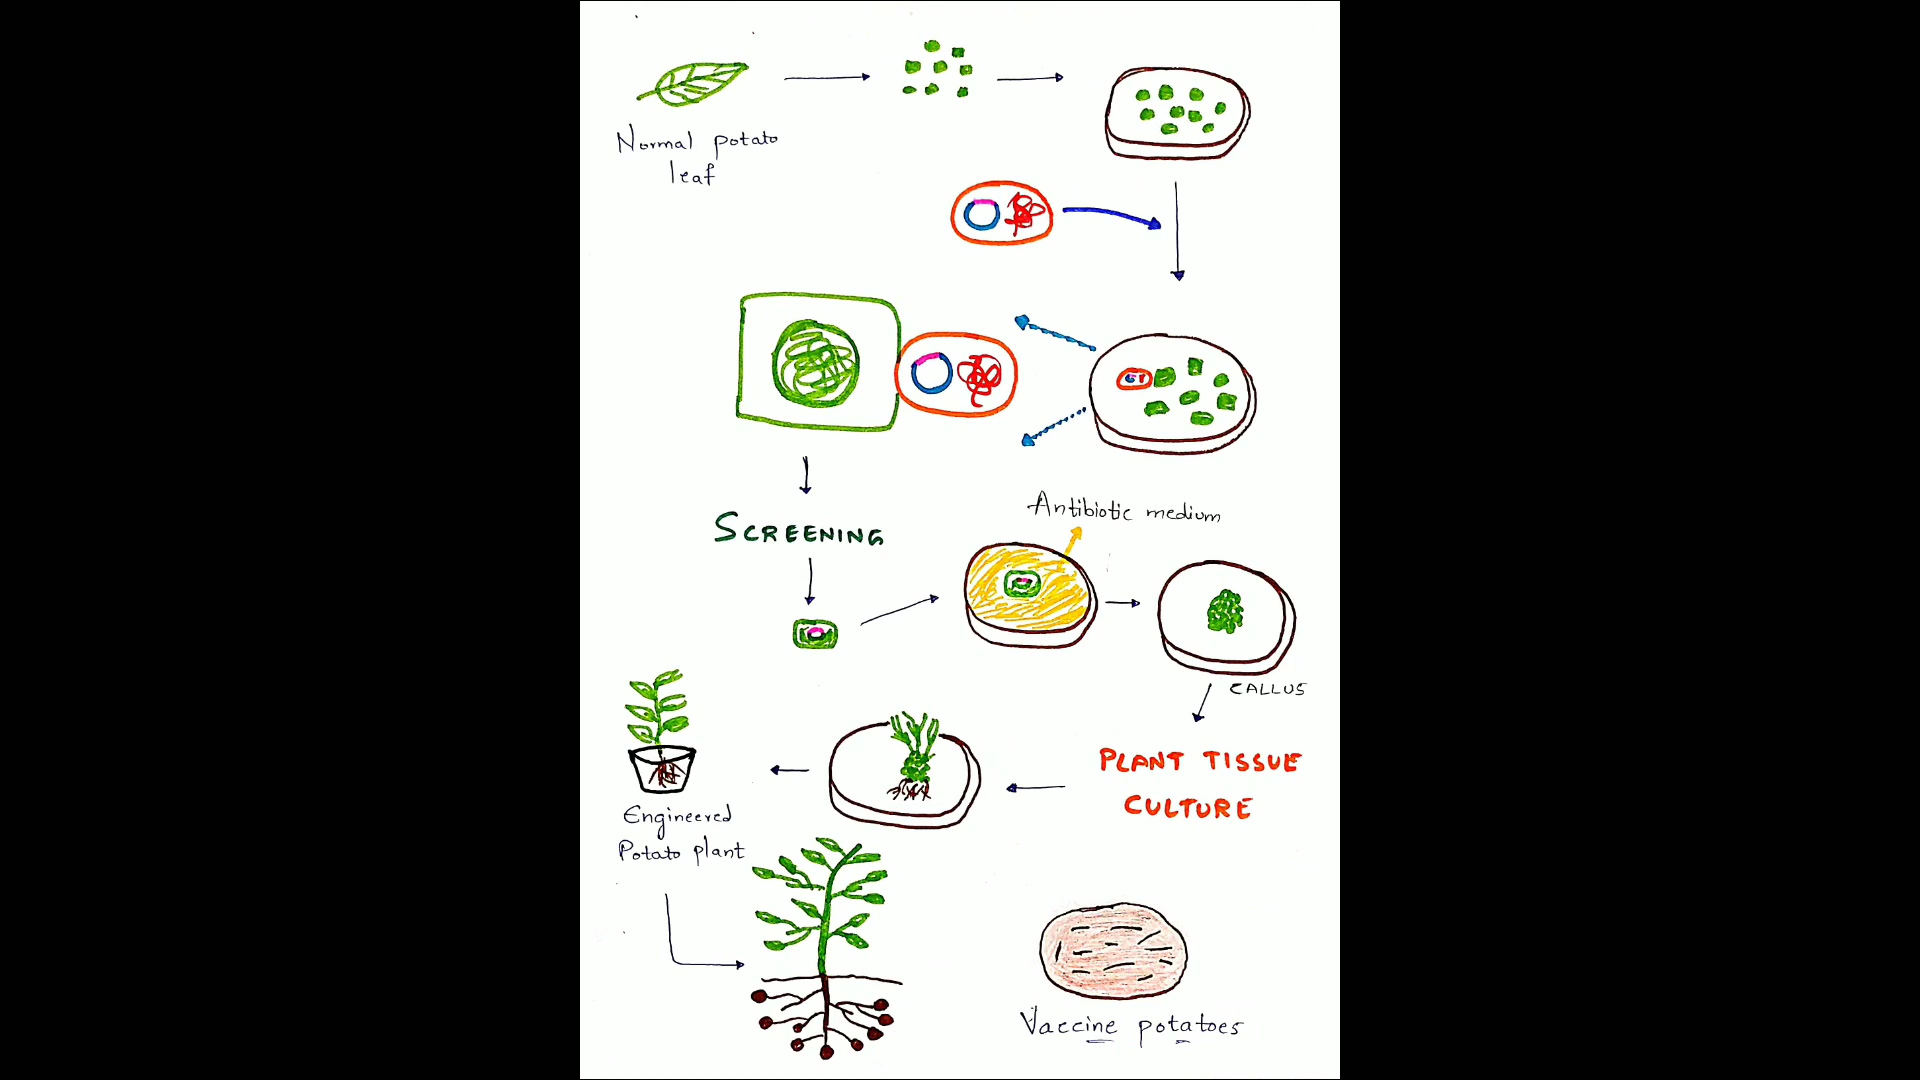 Normal potato
leaf
SCREENING
Antibiotic medium
CALLUS
PLANT TISSUE
CULTURE
Engineered
Potato plant
Vaccine potatoes